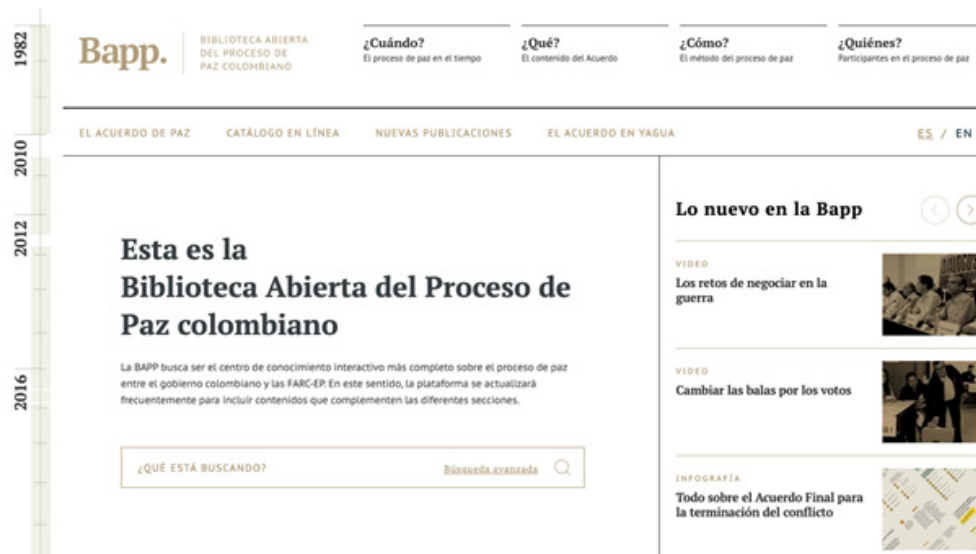 1982
2010
2012
2016
Bapp.
BIBLIOTECA ABIERTA
DEL PROCESO DE
PAZ COLOMBIANO
¿Cuándo?
El proceso de paz en el tiempo
¿Qué?
El contenido del Acuerdo
¿Cómo?
El método del proceso de paz
¿Quiénes?
Participantes en el proceso de paz
EL ACUERDO DE PAZ
CATÁLOGO EN LÍNEA
NUEVAS PUBLICACIONES
EL ACUERDO EN YAGUA
ES / EN
Esta es la
Biblioteca Abierta del Proceso de
Paz colombiano
La BAPP busca ser el centro de conocimiento interactivo más completo sobre el proceso de paz
entre el gobierno colombiano y las FARC-EP. En este sentido, la plataforma se actualizará
frecuentemente para incluir contenidos que complementen las diferentes secciones.
¿QUÉ ESTÁ BUSCANDO?
Búsqueda avanzada
Lo nuevo en la Bapp
VIDEO
Los retos de negociar en la
guerra
VIDEO
Cambiar las balas por los votos
INFOGRAFÍA
Todo sobre el Acuerdo Final para
la terminación del conflicto